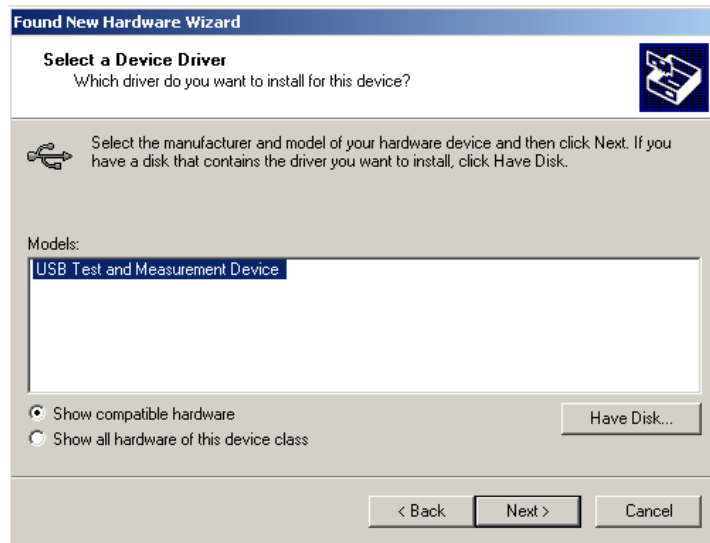 Found New Hardware Wizard
Select a Device Driver
Which driver do you want to install for this device?
Select the manufacturer and model of your hardware device and then click Next. If you
have a disk that contains the driver you want to install, click Have Disk.
Models:
USB Test and Measurement Device
Show compatible hardware
Have Disk...
Show all hardware of this device class
< Back
Next >
Cancel